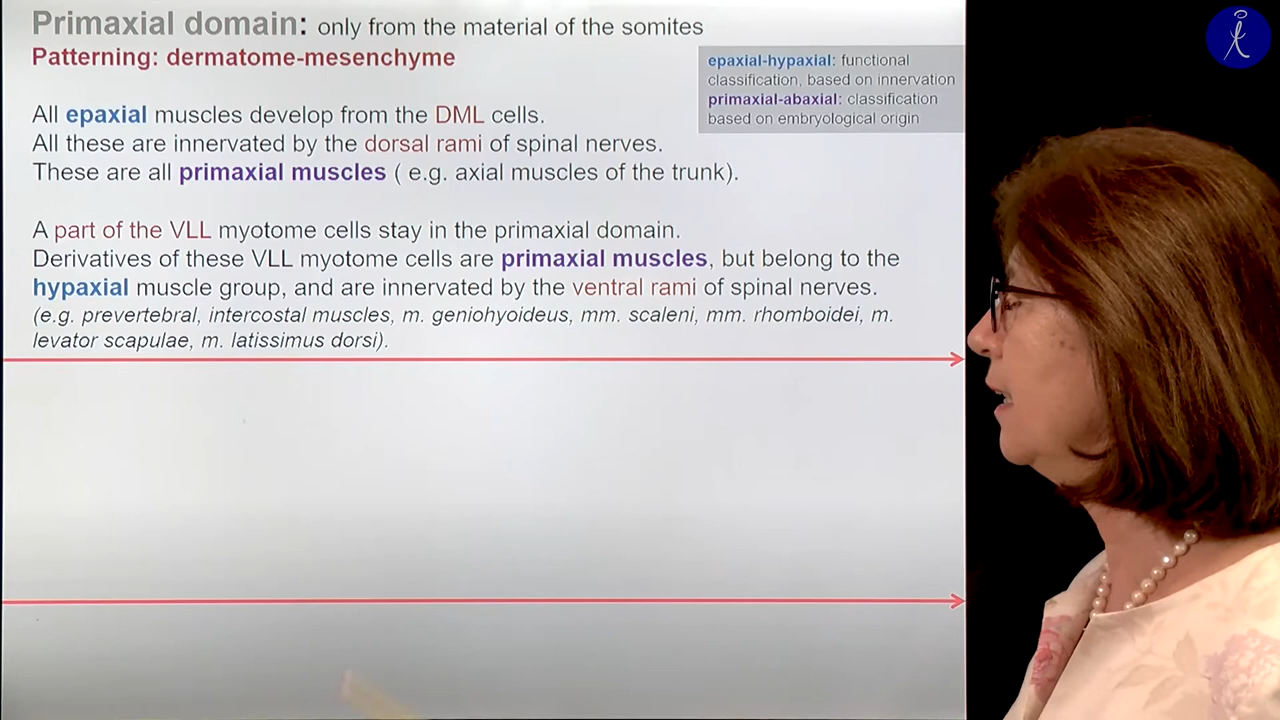 Primaxial domain: only from the material of the somites
Patterning: dermatome-mesenchyme
epaxial-hypaxial: functional
classification, based on innervation
primaxial-abaxial: classification
based on embryological origin
All epaxial muscles develop from the DML cells.
All these are innervated by the dorsal rami of spinal nerves.
These are all primaxial muscles ( e.g. axial muscles of the trunk).
A part of the VLL myotome cells stay in the primaxial domain.
Derivatives of these VLL myotome cells are primaxial muscles, but belong to the
hypaxial muscle group, and are innervated by the ventral rami of spinal nerves.
(e.g. prevertebral, intercostal muscles, m. geniohyoideus, mm. scaleni, mm. rhomboidei, m.
levator scapulae, m. latissimus dorsi).